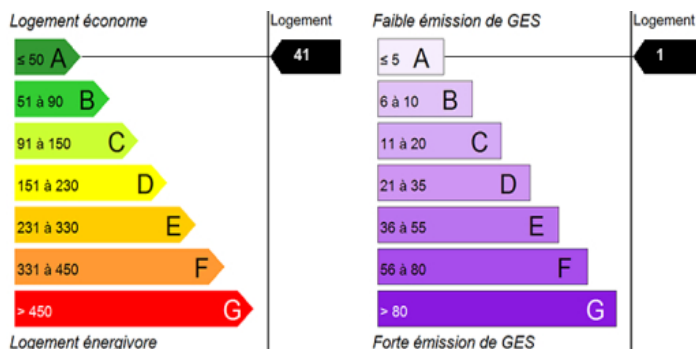 Logement économe
Logement
≤ 50 A
41
51 à 90 B
91 à 150 C
151 à 230 D
231 à 330 E
331 à 450 F
> 450 G
Logement énergivore
Faible émission de GES
Logement
≤ 5 A
1
6 à 10 B
11 à 20 C
21 à 35 D
36 à 55 E
56 à 80 F
> 80 G
Forte émission de GES